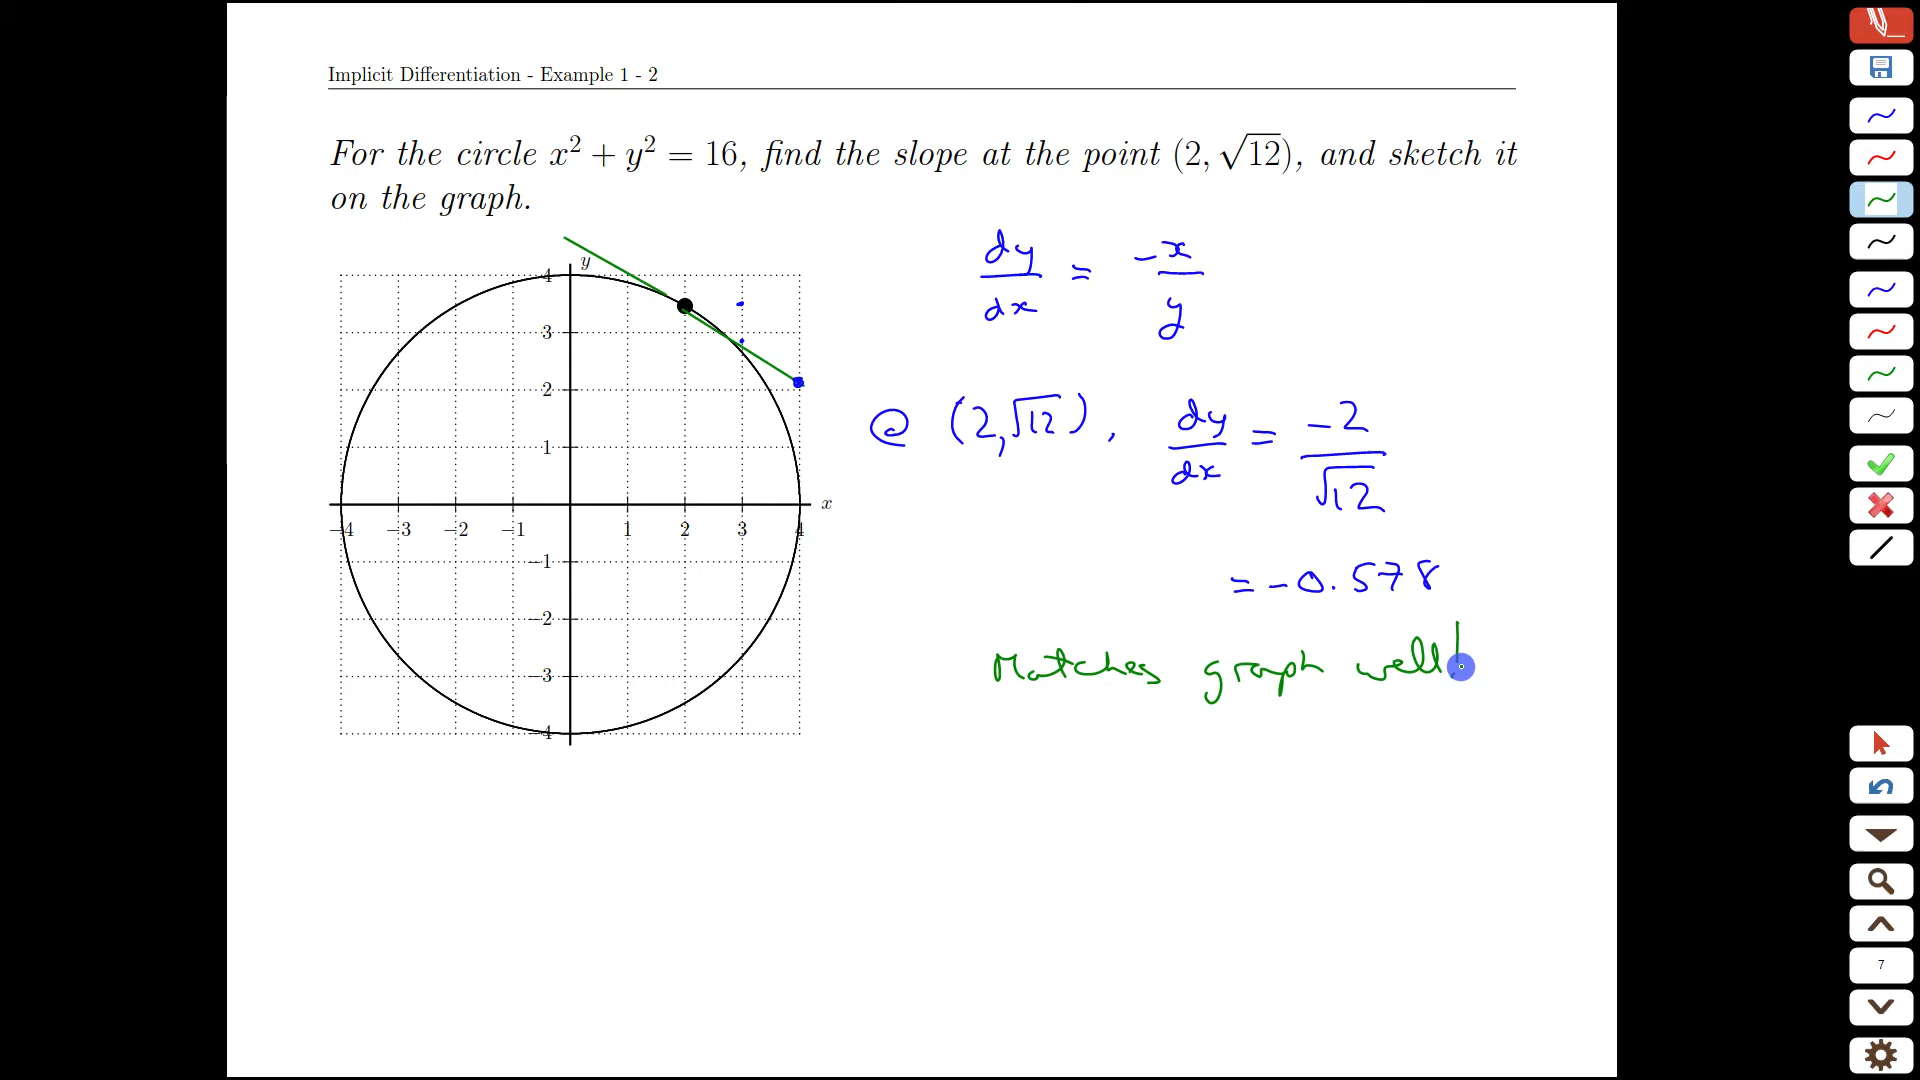 Implicit Differentiation - Example 1 - 2
For the circle x² + y² = 16, find the slope at the point (2, √12), and sketch it
on the graph.
y
4
3
2
1
x
−4 −3 −2 −1 1 2 3 4
−1
−2
−3
−4
dy/dx = -x/y
@ (2,√12), dy/dx = -2/√12
= -0.578
Matches graph well!
7